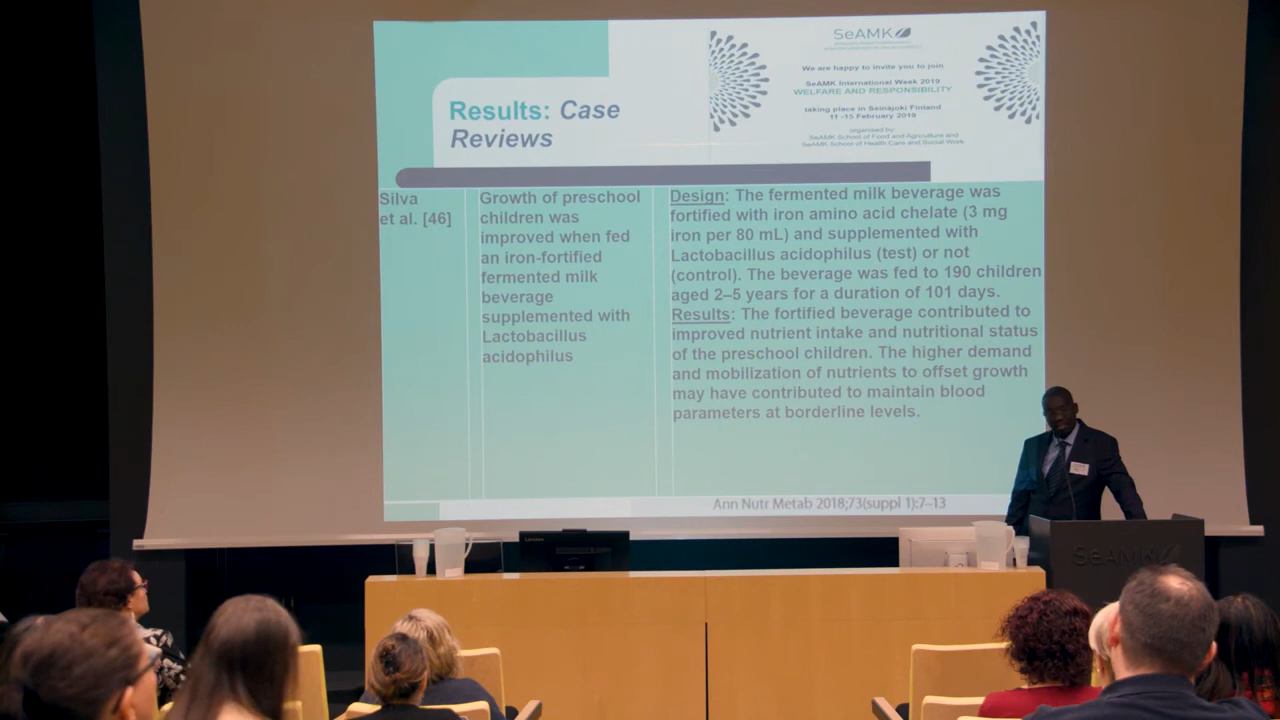 SeAMK
We are happy to invite you to join
SeAMK International Week 2019
WELFARE AND RESPONSIBILITY
taking place in Seinäjoki Finland
11 -15 February 2019
organised by
SeAMK School of Food and Agriculture and
SeAMK School of Health Care and Social Work
Results: Case
Reviews
Silva
et al. [46]
Growth of preschool
children was
improved when fed
an iron-fortified
fermented milk
beverage
supplemented with
Lactobacillus
acidophilus
Design: The fermented milk beverage was
fortified with iron amino acid chelate (3 mg
iron per 80 mL) and supplemented with
Lactobacillus acidophilus (test) or not
(control). The beverage was fed to 190 children
aged 2–5 years for a duration of 101 days.
Results: The fortified beverage contributed to
improved nutrient intake and nutritional status
of the preschool children. The higher demand
and mobilization of nutrients to offset growth
may have contributed to maintain blood
parameters at borderline levels.
Ann Nutr Metab 2018;73(suppl 1):7–13
Lenovo
SeAMK